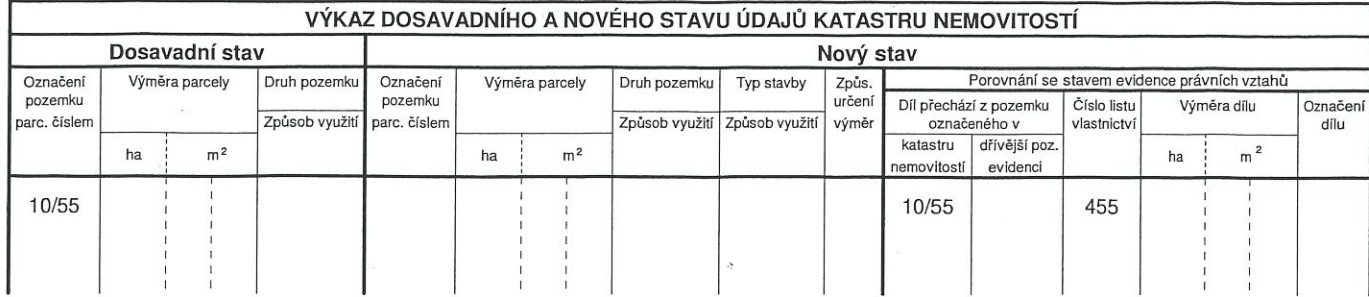 VÝKAZ DOSAVADNÍHO A NOVÉHO STAVU ÚDAJŮ KATASTRU NEMOVITOSTÍ
Dosavadní stav
Nový stav
Označení
pozemku
parc. číslem
Výměra parcely
ha
m²
Druh pozemku
Způsob využití
Označení
pozemku
parc. číslem
Výměra parcely
ha
m²
Druh pozemku
Způsob využití
Typ stavby
Způsob využití
Způs.
určení
výměr
Porovnání se stavem evidence právních vztahů
Díl přechází z pozemku
označeného v
katastru
nemovitostí
dřívější poz.
evidenci
Číslo listu
vlastnictví
Výměra dílu
ha
m²
Označení
dílu
10/55
10/55
455